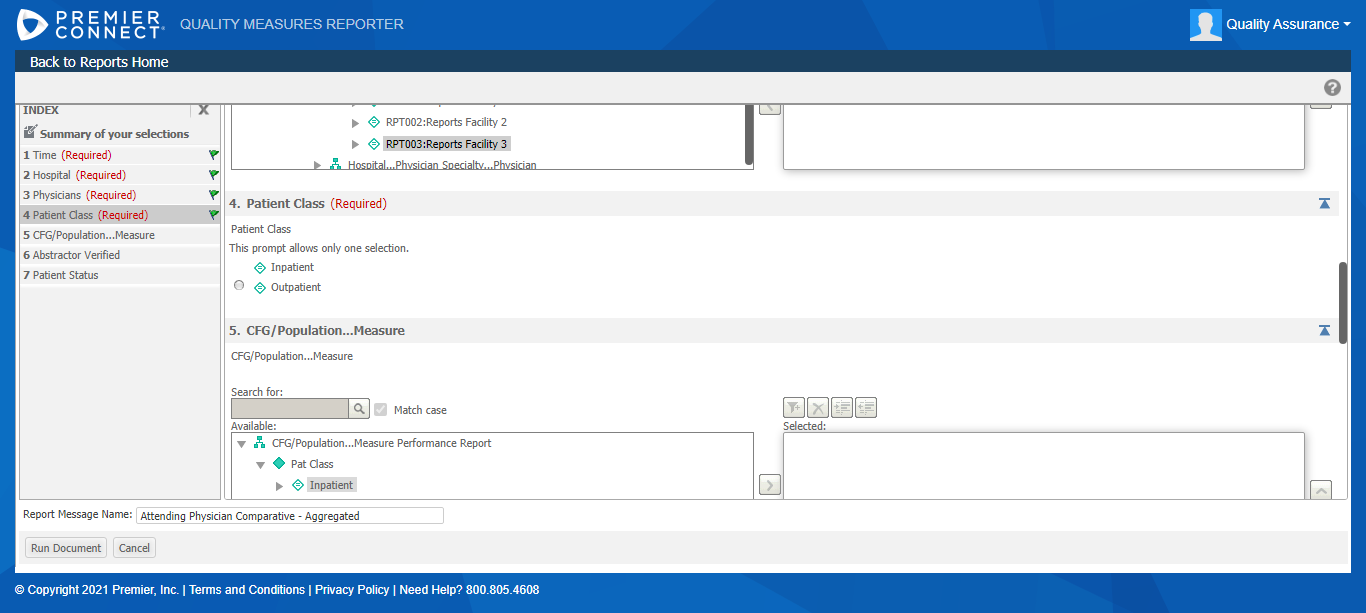 PREMIER CONNECT® QUALITY MEASURES REPORTER
Quality Assurance
Back to Reports Home
INDEX
Summary of your selections
1 Time (Required)
2 Hospital (Required)
3 Physicians (Required)
4 Patient Class (Required)
5 CFG/Population...Measure
6 Abstractor Verified
7 Patient Status
RPT002:Reports Facility 2
RPT003:Reports Facility 3
Hospital...Physician Specialty...Physician
4. Patient Class (Required)
Patient Class
This prompt allows only one selection.
Inpatient
Outpatient
5. CFG/Population...Measure
CFG/Population...Measure
Search for:
Match case
Available:
Selected:
CFG/Population...Measure Performance Report
Pat Class
Inpatient
Report Message Name: Attending Physician Comparative - Aggregated
Run Document Cancel
© Copyright 2021 Premier, Inc. | Terms and Conditions | Privacy Policy | Need Help? 800.805.4608